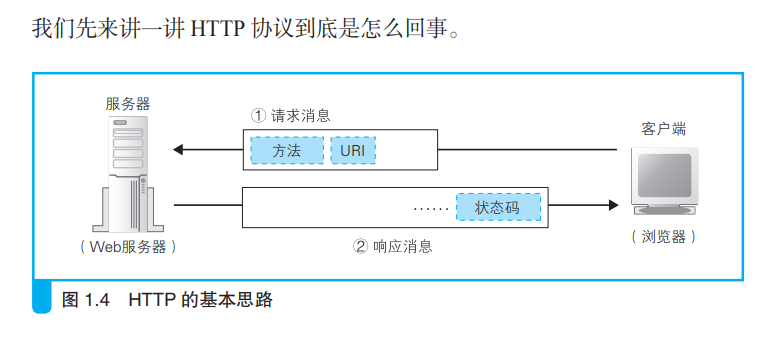 我们先来讲一讲 HTTP 协议到底是怎么回事。
服务器
① 请求消息
客户端
方法
URI
…… 状态码
（Web服务器）
② 响应消息
（浏览器）
图 1.4 HTTP 的基本思路